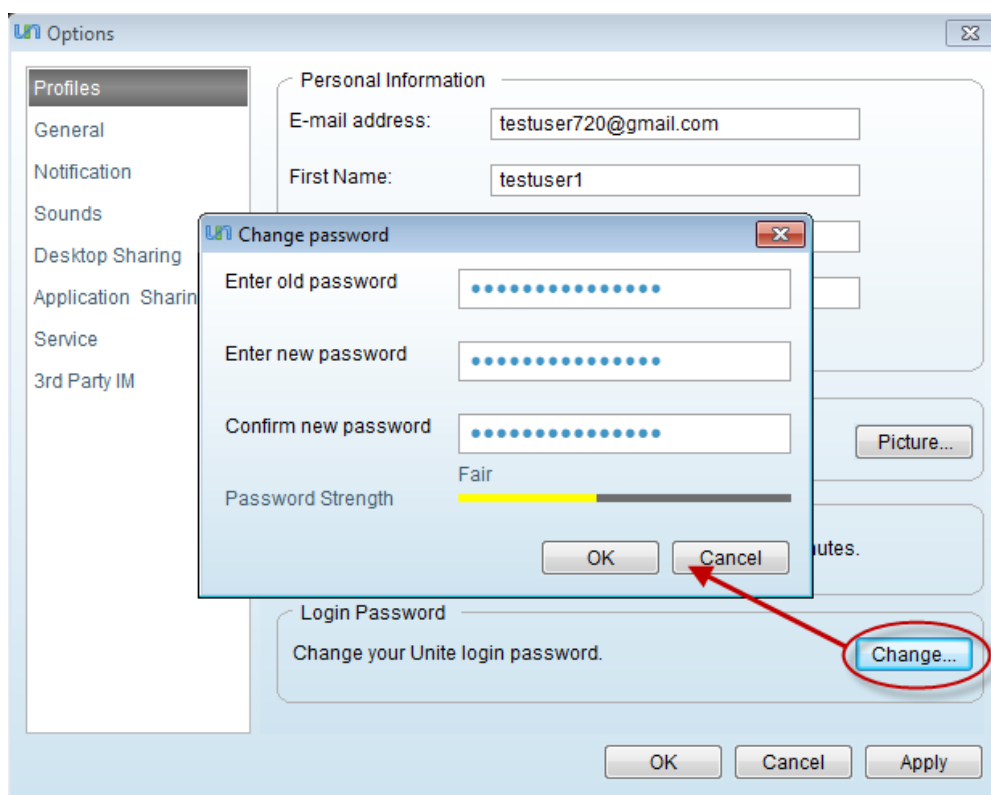 un Options
Profiles
General
Notification
Sounds
Desktop Sharing
Application Sharin
Service
3rd Party IM
Personal Information
E-mail address: testuser720@gmail.com
First Name: testuser1
un Change password
Enter old password
Enter new password
Confirm new password
Fair
Password Strength
OK Cancel
Picture...
utes.
Login Password
Change your Unite login password. Change...
OK Cancel Apply